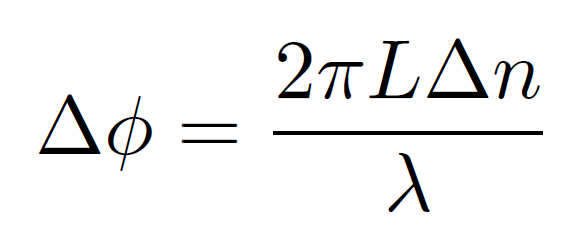 Δϕ = 2πLΔn / λ